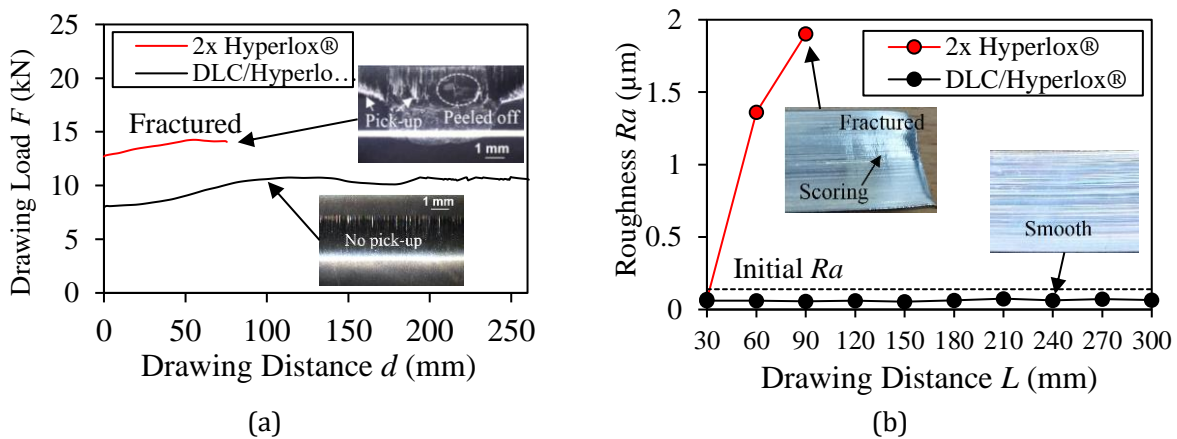 25
20
15
10
5
0
Drawing Load F (kN)
2x Hyperlox®
DLC/Hyperlo…
Fractured
Pick-up
Peeled off
1 mm
1 mm
No pick-up
0 50 100 150 200 250
Drawing Distance d (mm)
(a)
2
1.5
1
0.5
0
Roughness Ra (µm)
2x Hyperlox®
DLC/Hyperlox®
Fractured
Scoring
Smooth
Initial Ra
30 60 90 120 150 180 210 240 270 300
Drawing Distance L (mm)
(b)